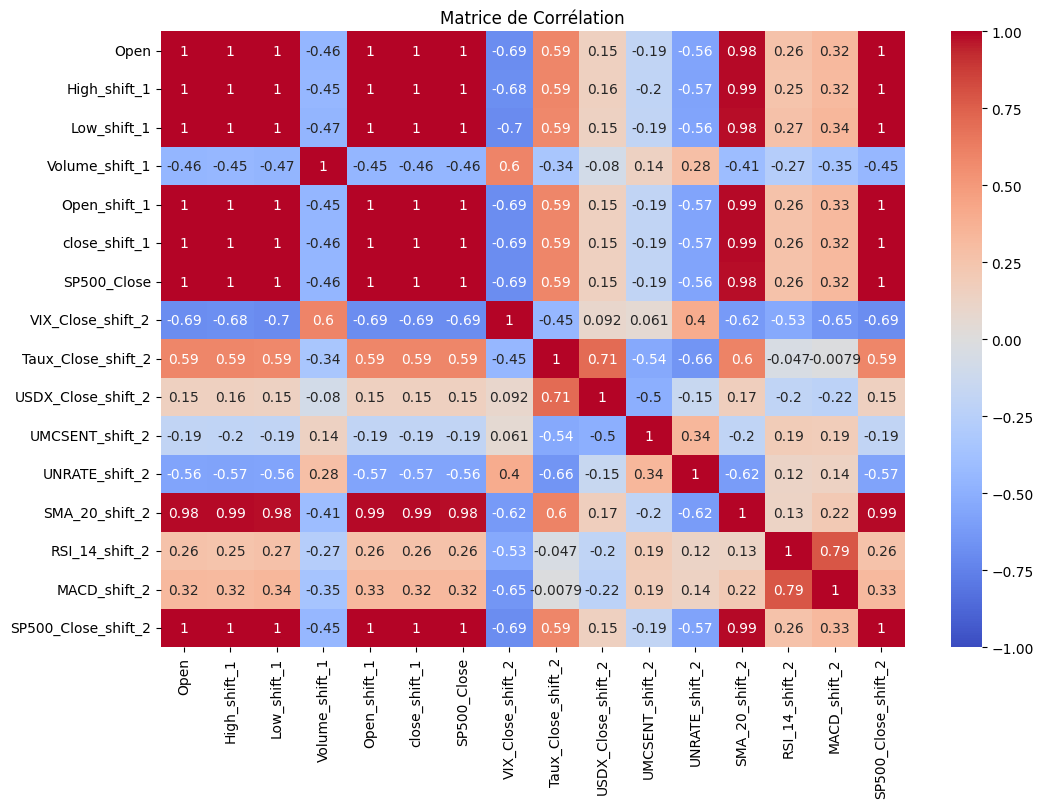 Matrice de Corrélation
Open 1 1 1 -0.46 1 1 1 -0.69 0.59 0.15 -0.19 -0.56 0.98 0.26 0.32 1
High_shift_1 1 1 1 -0.45 1 1 1 -0.68 0.59 0.16 -0.2 -0.57 0.99 0.25 0.32 1
Low_shift_1 1 1 1 -0.47 1 1 1 -0.7 0.59 0.15 -0.19 -0.56 0.98 0.27 0.34 1
Volume_shift_1 -0.46 -0.45 -0.47 1 -0.45 -0.46 -0.46 0.6 -0.34 -0.08 0.14 0.28 -0.41 -0.27 -0.35 -0.45
Open_shift_1 1 1 1 -0.45 1 1 1 -0.69 0.59 0.15 -0.19 -0.57 0.99 0.26 0.33 1
close_shift_1 1 1 1 -0.46 1 1 1 -0.69 0.59 0.15 -0.19 -0.57 0.99 0.26 0.32 1
SP500_Close 1 1 1 -0.46 1 1 1 -0.69 0.59 0.15 -0.19 -0.56 0.98 0.26 0.32 1
VIX_Close_shift_2 -0.69 -0.68 -0.7 0.6 -0.69 -0.69 -0.69 1 -0.45 0.092 0.061 0.4 -0.62 -0.53 -0.65 -0.69
Taux_Close_shift_2 0.59 0.59 0.59 -0.34 0.59 0.59 0.59 -0.45 1 0.71 -0.54 -0.66 0.6 -0.047 -0.0079 0.59
USDX_Close_shift_2 0.15 0.16 0.15 -0.08 0.15 0.15 0.15 0.092 0.71 1 -0.5 -0.15 0.17 -0.2 -0.22 0.15
UMCSENT_shift_2 -0.19 -0.2 -0.19 0.14 -0.19 -0.19 -0.19 0.061 -0.54 -0.5 1 0.34 -0.2 0.19 0.19 -0.19
UNRATE_shift_2 -0.56 -0.57 -0.56 0.28 -0.57 -0.57 -0.56 0.4 -0.66 -0.15 0.34 1 -0.62 0.12 0.14 -0.57
SMA_20_shift_2 0.98 0.99 0.98 -0.41 0.99 0.99 0.98 -0.62 0.6 0.17 -0.2 -0.62 1 0.13 0.22 0.99
RSI_14_shift_2 0.26 0.25 0.27 -0.27 0.26 0.26 0.26 -0.53 -0.047 -0.2 0.19 0.12 0.13 1 0.79 0.26
MACD_shift_2 0.32 0.32 0.34 -0.35 0.33 0.32 0.32 -0.65 -0.0079 -0.22 0.19 0.14 0.22 0.79 1 0.33
SP500_Close_shift_2 1 1 1 -0.45 1 1 1 -0.69 0.59 0.15 -0.19 -0.57 0.99 0.26 0.33 1
Open
High_shift_1
Low_shift_1
Volume_shift_1
Open_shift_1
close_shift_1
SP500_Close
VIX_Close_shift_2
Taux_Close_shift_2
USDX_Close_shift_2
UMCSENT_shift_2
UNRATE_shift_2
SMA_20_shift_2
RSI_14_shift_2
MACD_shift_2
SP500_Close_shift_2
1.00
0.75
0.50
0.25
0.00
−0.25
−0.50
−0.75
−1.00